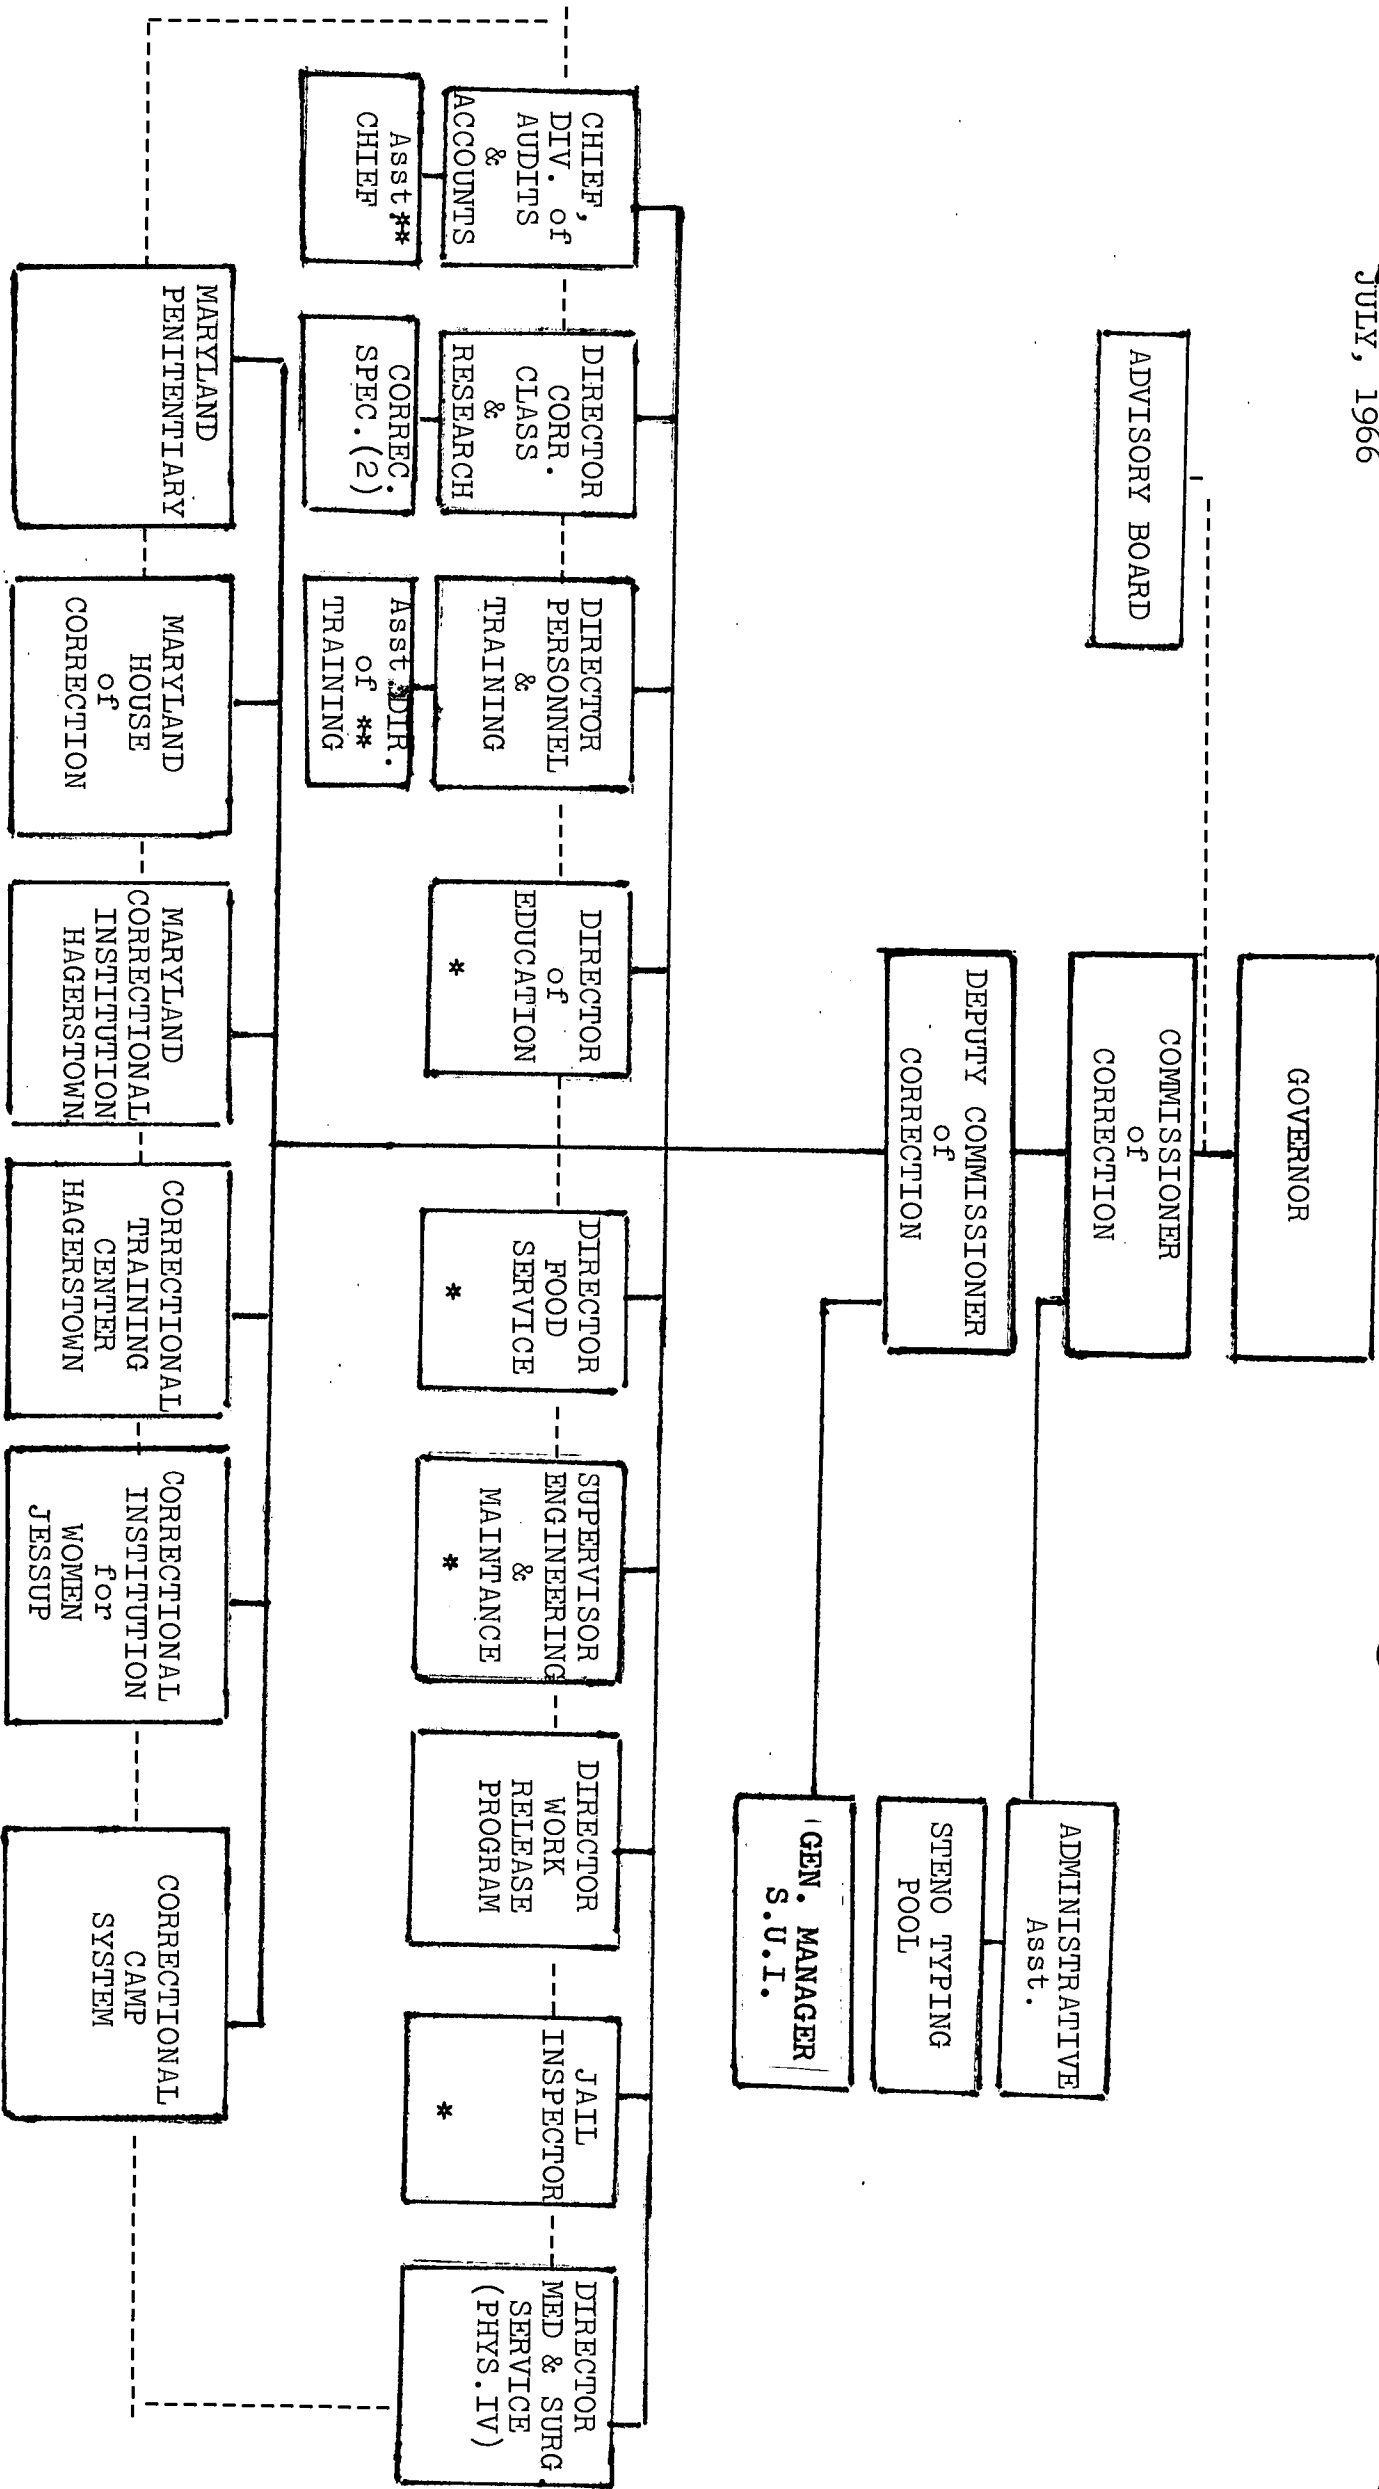 JULY, 1966
GOVERNOR
ADVISORY BOARD
COMMISSIONER
of
CORRECTION
ADMINISTRATIVE
Asst.
STENO TYPING
POOL
DEPUTY COMMISSIONER
of
CORRECTION
GEN. MANAGER
S.U.I.
CHIEF,
DIV. of
AUDITS
&
ACCOUNTS
DIRECTOR
CORR.
CLASS
&
RESEARCH
DIRECTOR
PERSONNEL
&
TRAINING
DIRECTOR
of
EDUCATION
*
DIRECTOR
FOOD
SERVICE
*
SUPERVISOR
ENGINEERING
&
MAINTANCE
*
DIRECTOR
WORK
RELEASE
PROGRAM
JAIL
INSPECTOR
*
DIRECTOR
MED & SURG
SERVICE
(PHYS.IV)
Asst**
CHIEF
CORREC.
SPEC.(2)
Asst.DIR.
of **
TRAINING
MARYLAND
PENITENTIARY
MARYLAND
HOUSE
of
CORRECTION
MARYLAND
CORRECTIONAL
INSTITUTION
HAGERSTOWN
CORRECTIONAL
TRAINING
CENTER
HAGERSTOWN
CORRECTIONAL
INSTITUTION
for
WOMEN
JESSUP
CORRECTIONAL
CAMP
SYSTEM